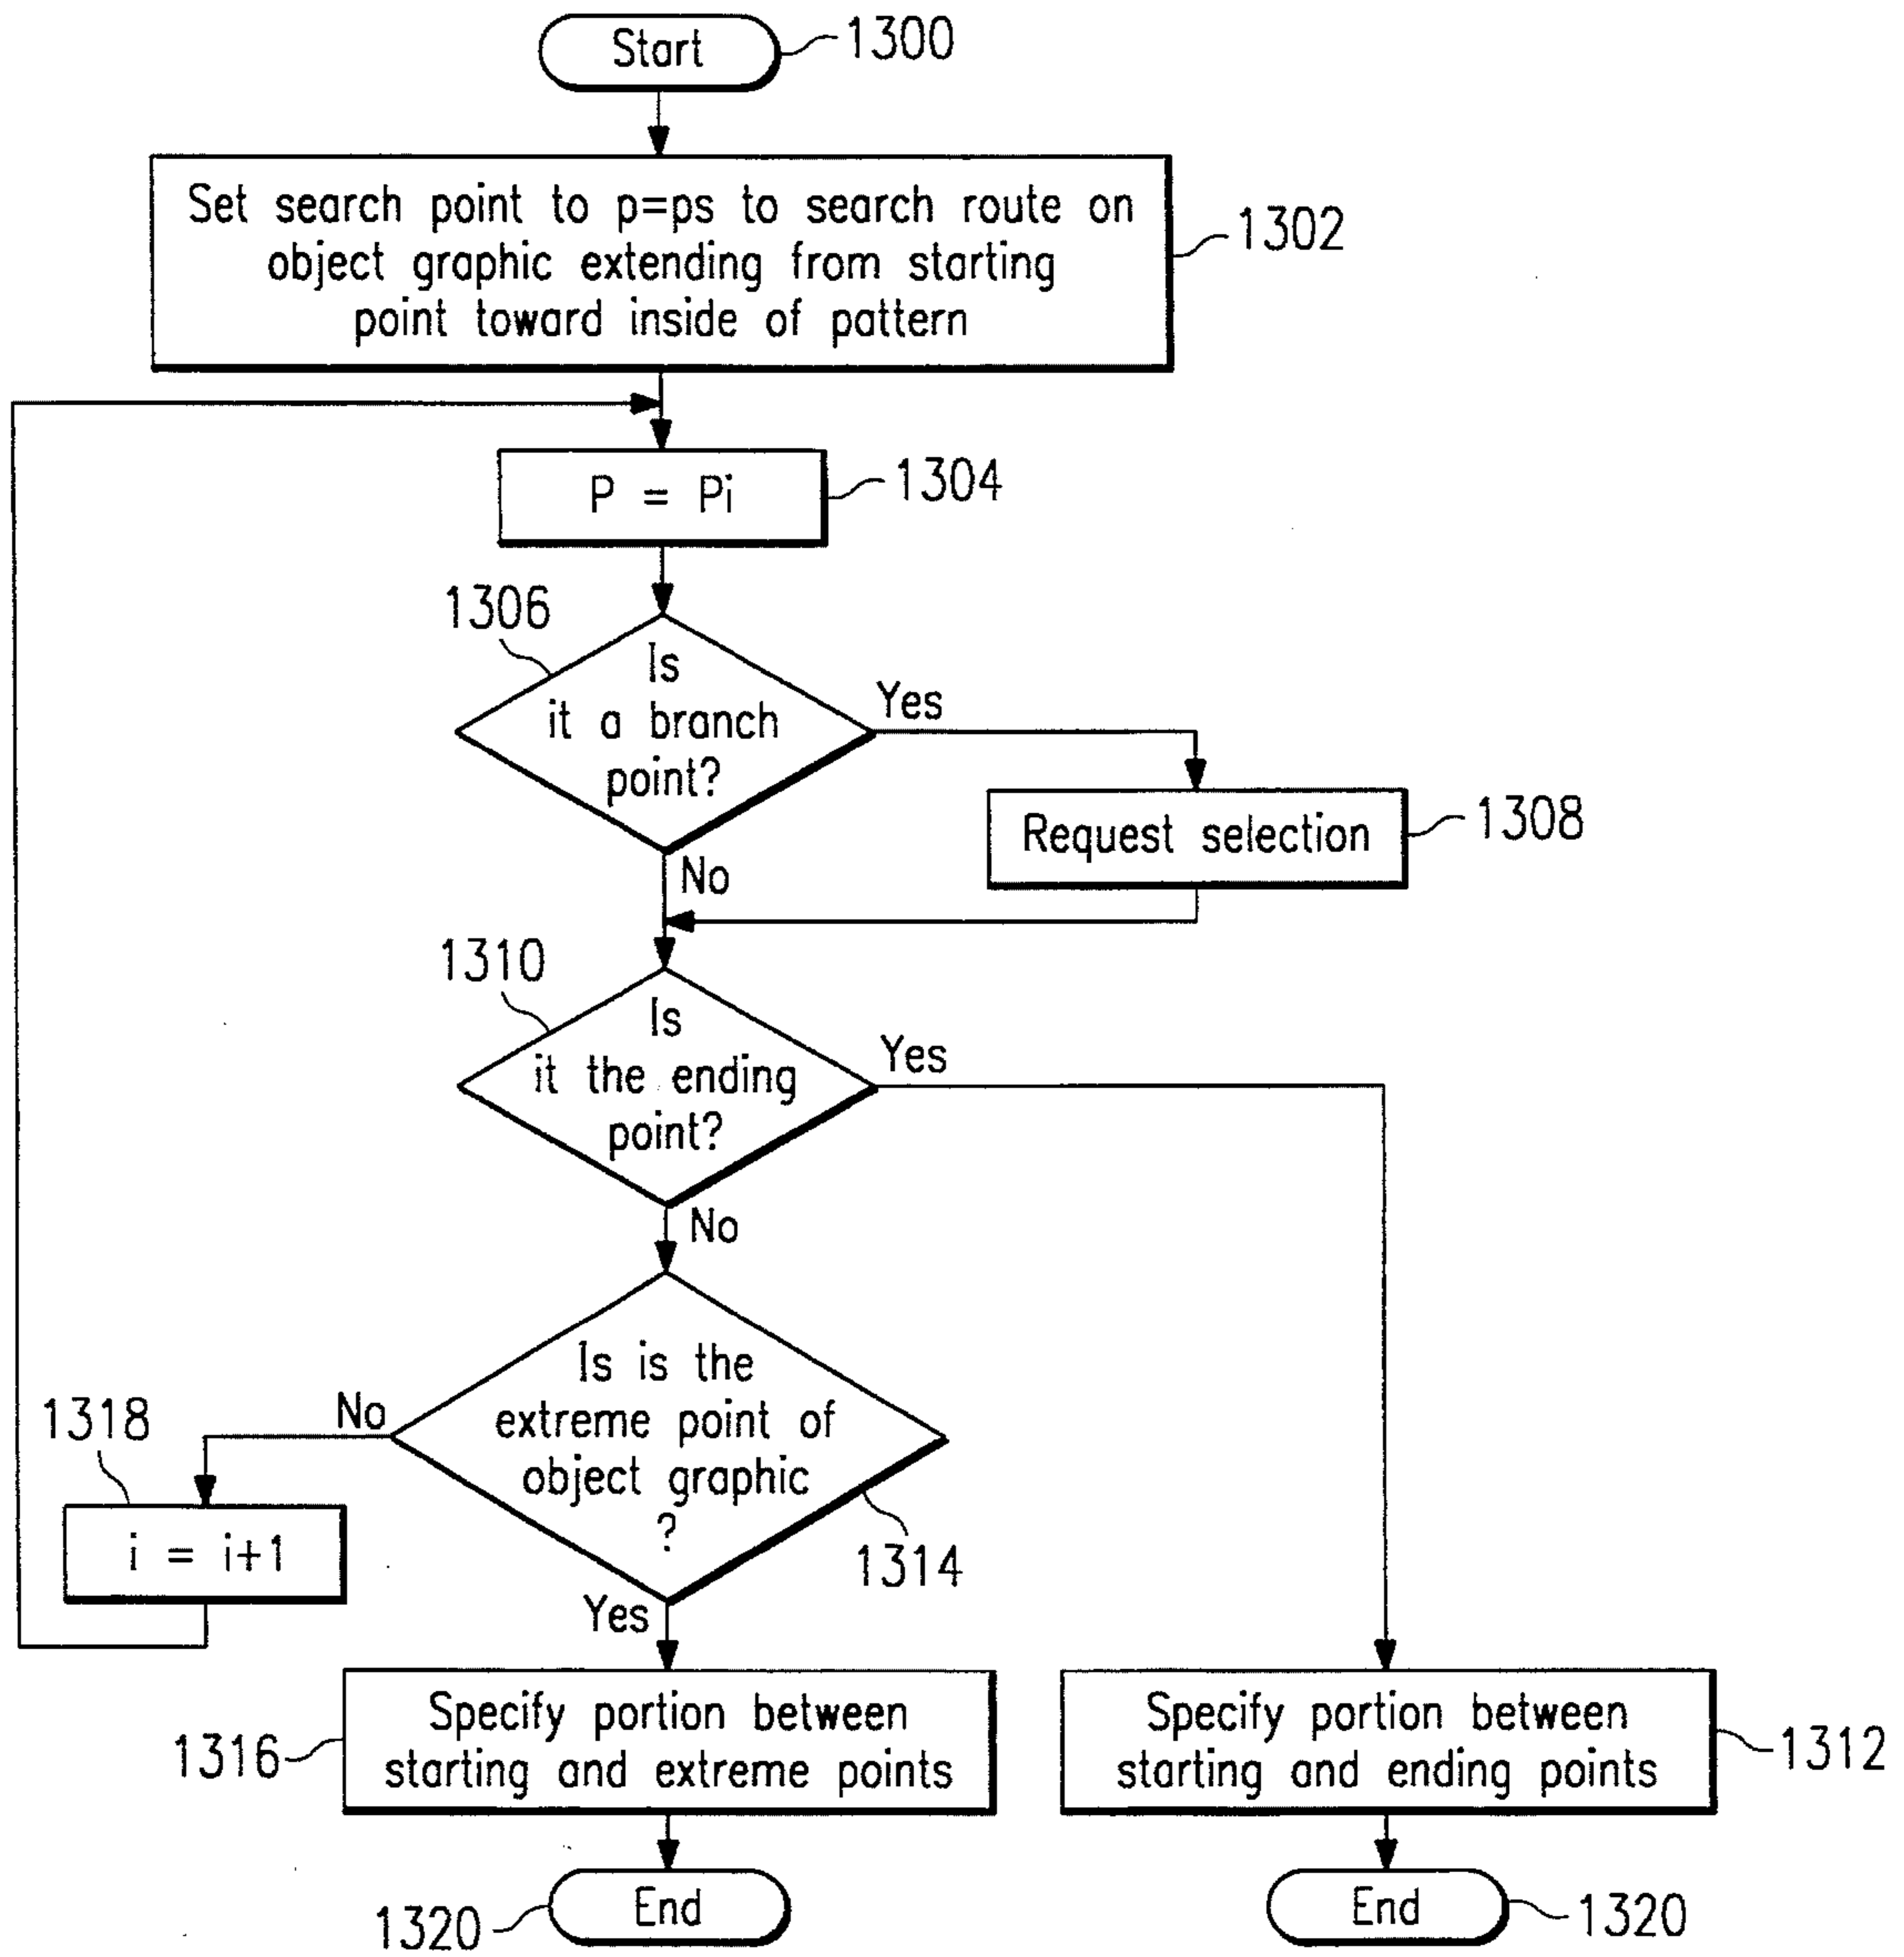 Start
1300
Set search point to p=ps to search route on
object graphic extending from starting
point toward inside of pattern
1302
P = Pi
1304
1306
Is
it a branch
point?
Yes
Request selection
1308
No
1310
Is
it the ending
point?
Yes
No
Is is the
extreme point of
object graphic
?
1314
No
1318
i = i+1
Yes
Specify portion between
starting and extreme points
1316
Specify portion between
starting and ending points
1312
End
1320
End
1320